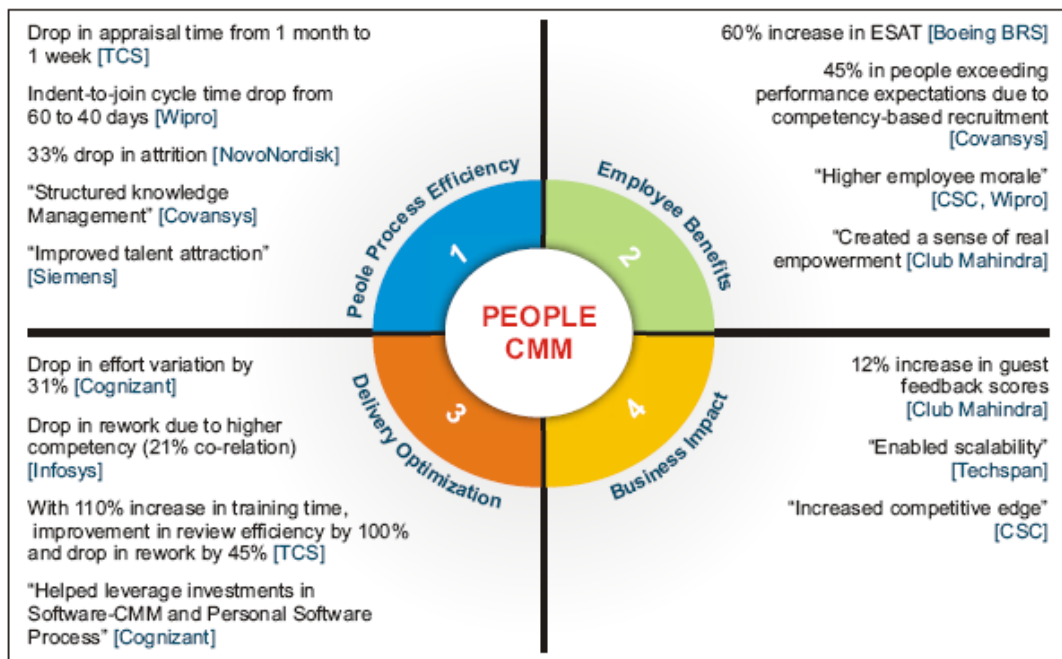 Drop in appraisal time from 1 month to
1 week [TCS]
Indent-to-join cycle time drop from
60 to 40 days [Wipro]
33% drop in attrition [NovoNordisk]
“Structured knowledge
Management” [Covansys]
“Improved talent attraction”
[Siemens]
60% increase in ESAT [Boeing BRS]
45% in people exceeding
performance expectations due to
competency-based recruitment
[Covansys]
“Higher employee morale”
[CSC, Wipro]
“Created a sense of real
empowerment [Club Mahindra]
Peole Process Efficiency
1
Employee Benefits
2
PEOPLE
CMM
Delivery Optimization
3
Business Impact
4
Drop in effort variation by
31% [Cognizant]
Drop in rework due to higher
competency (21% co-relation)
[Infosys]
With 110% increase in training time,
improvement in review efficiency by 100%
and drop in rework by 45% [TCS]
“Helped leverage investments in
Software-CMM and Personal Software
Process” [Cognizant]
12% increase in guest
feedback scores
[Club Mahindra]
“Enabled scalability”
[Techspan]
“Increased competitive edge”
[CSC]